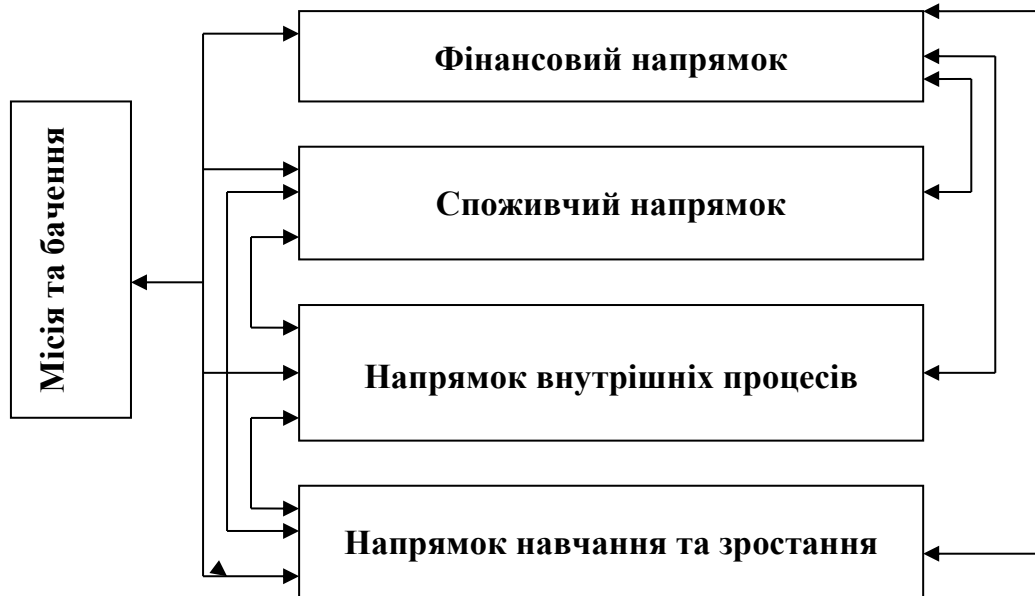 Місія та бачення
Фінансовий напрямок
Споживчий напрямок
Напрямок внутрішніх процесів
Напрямок навчання та зростання